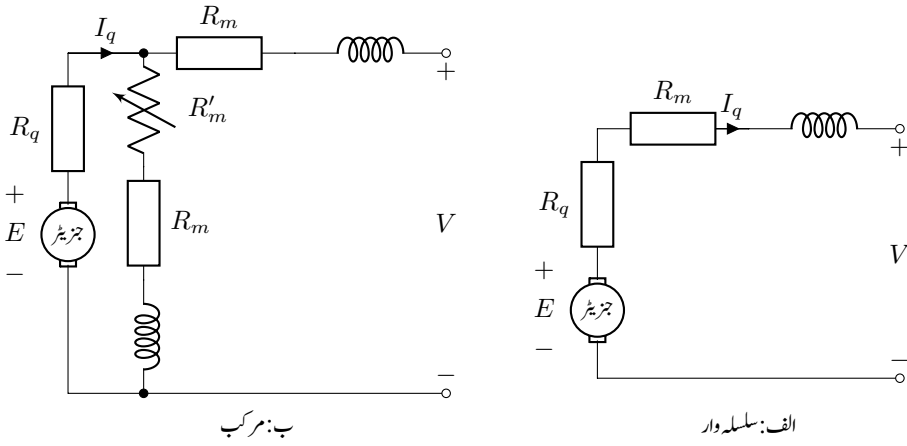 I_q
R_m
+
R'_m
R_q
+
E
جنریٹر
−
R_m
V
−
ب: مرکب
R_m
I_q
+
R_q
+
E
جنریٹر
−
V
−
الف: سلسلہ وار